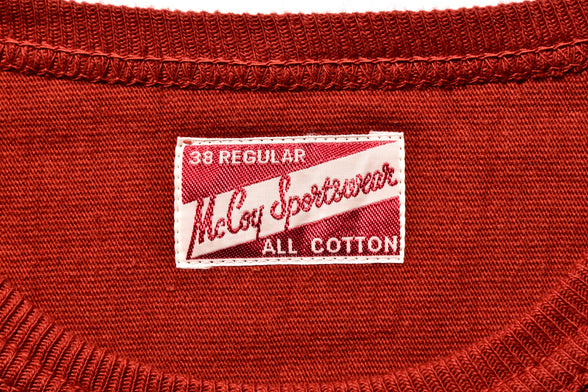 38 REGULAR
McCoy Sportswear
ALL COTTON